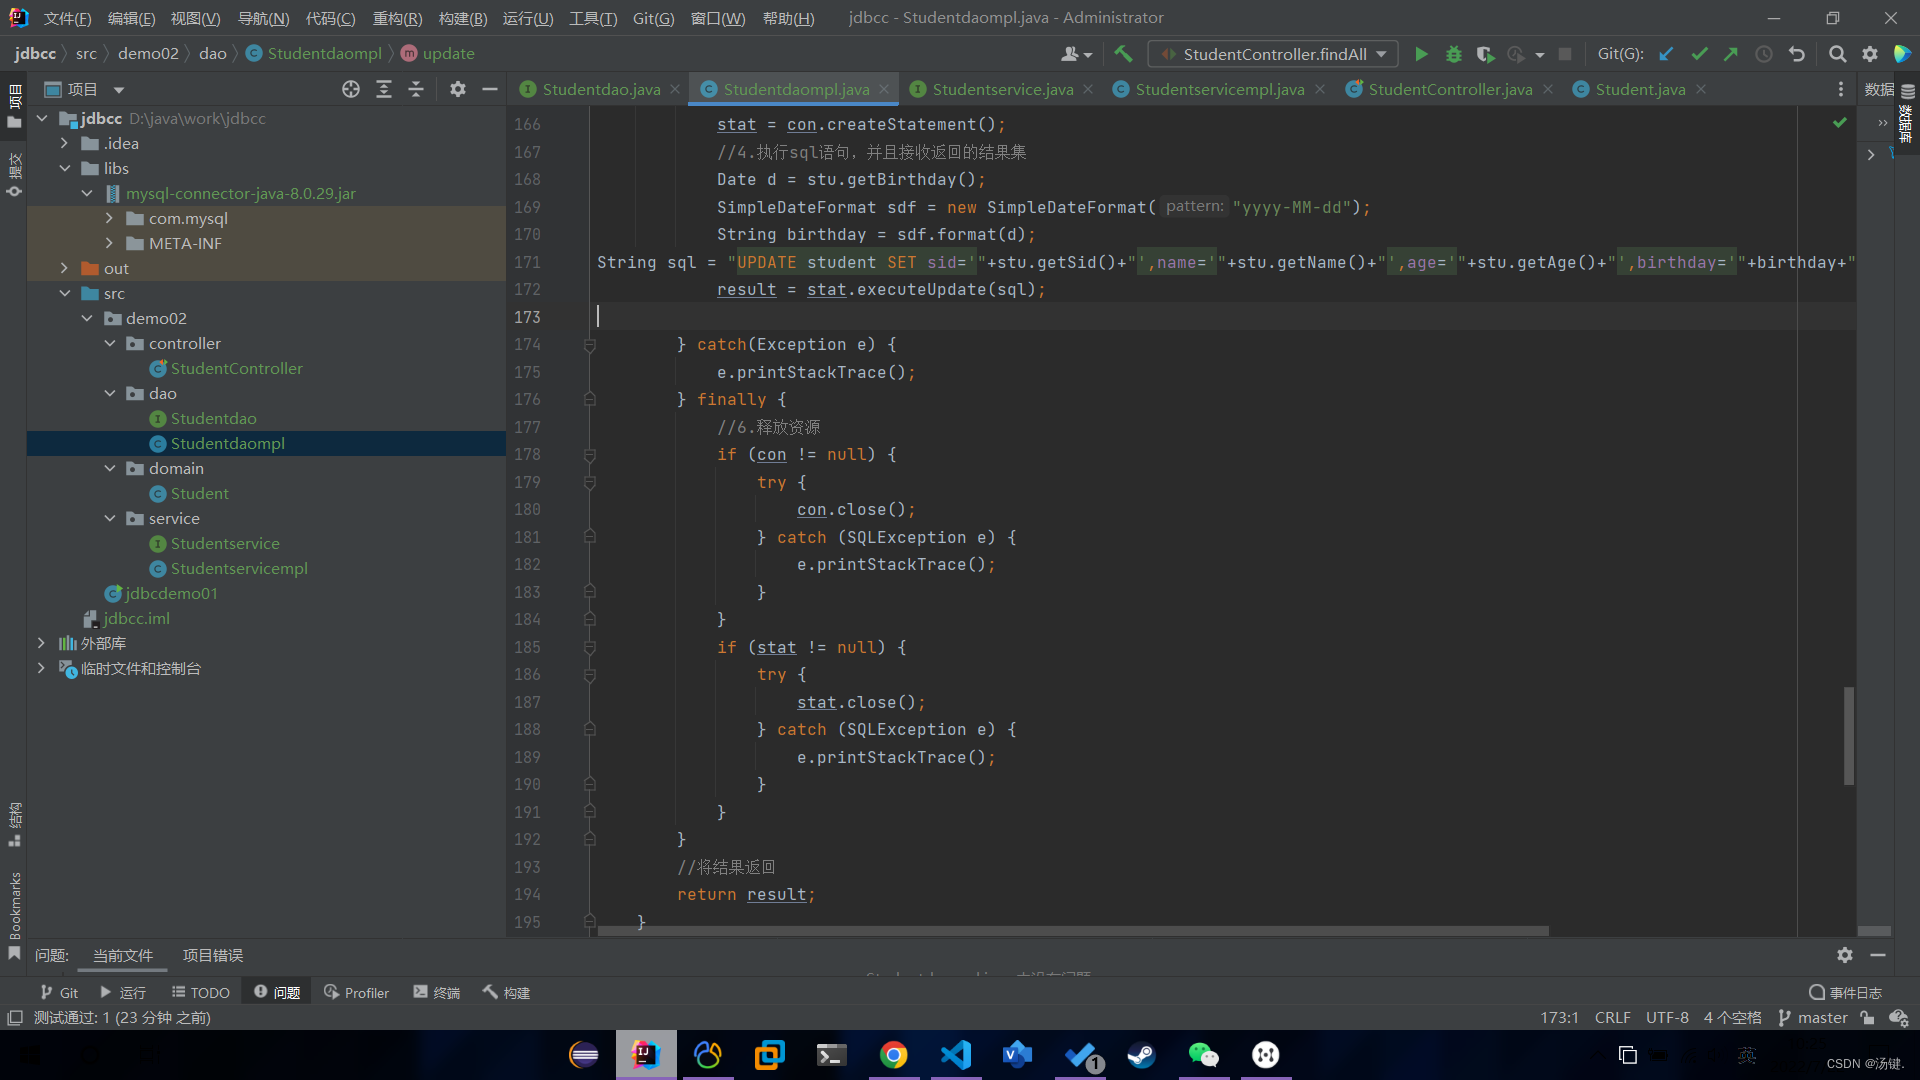 文件(F) 编辑(E) 视图(V) 导航(N) 代码(C) 重构(R) 构建(B) 运行(U) 工具(T) Git(G) 窗口(W) 帮助(H) jdbcc - Studentdaompl.java - Administrator
jdbcc src demo02 dao Studentdaompl update StudentController.findAll Git(G):
项目 Studentdao.java Studentdaompl.java Studentservice.java Studentservicempl.java StudentController.java Student.java 数据
项目
提交
结构
Bookmarks
jdbcc D:\java\work\jdbcc
.idea
libs
mysql-connector-java-8.0.29.jar
com.mysql
META-INF
out
src
demo02
controller
StudentController
dao
Studentdao
Studentdaompl
domain
Student
service
Studentservice
Studentservicempl
jdbcdemo01
jdbcc.iml
外部库
临时文件和控制台
166 stat = con.createStatement();
167 //4.执行sql语句，并且接收返回的结果集
168 Date d = stu.getBirthday();
169 SimpleDateFormat sdf = new SimpleDateFormat( pattern: "yyyy-MM-dd");
170 String birthday = sdf.format(d);
171 String sql = "UPDATE student SET sid='"+stu.getSid()+"',name='"+stu.getName()+"',age='"+stu.getAge()+"',birthday='"+birthday+"
172 result = stat.executeUpdate(sql);
173
174 } catch(Exception e) {
175 e.printStackTrace();
176 } finally {
177 //6.释放资源
178 if (con != null) {
179 try {
180 con.close();
181 } catch (SQLException e) {
182 e.printStackTrace();
183 }
184 }
185 if (stat != null) {
186 try {
187 stat.close();
188 } catch (SQLException e) {
189 e.printStackTrace();
190 }
191 }
192 }
193 //将结果返回
194 return result;
195 }
数据库
问题: 当前文件 项目错误
Git 运行 TODO 问题 Profiler 终端 构建 事件日志
测试通过: 1 (23 分钟 之前) 173:1 CRLF UTF-8 4 个空格 master
1
英
CSDN @汤键.